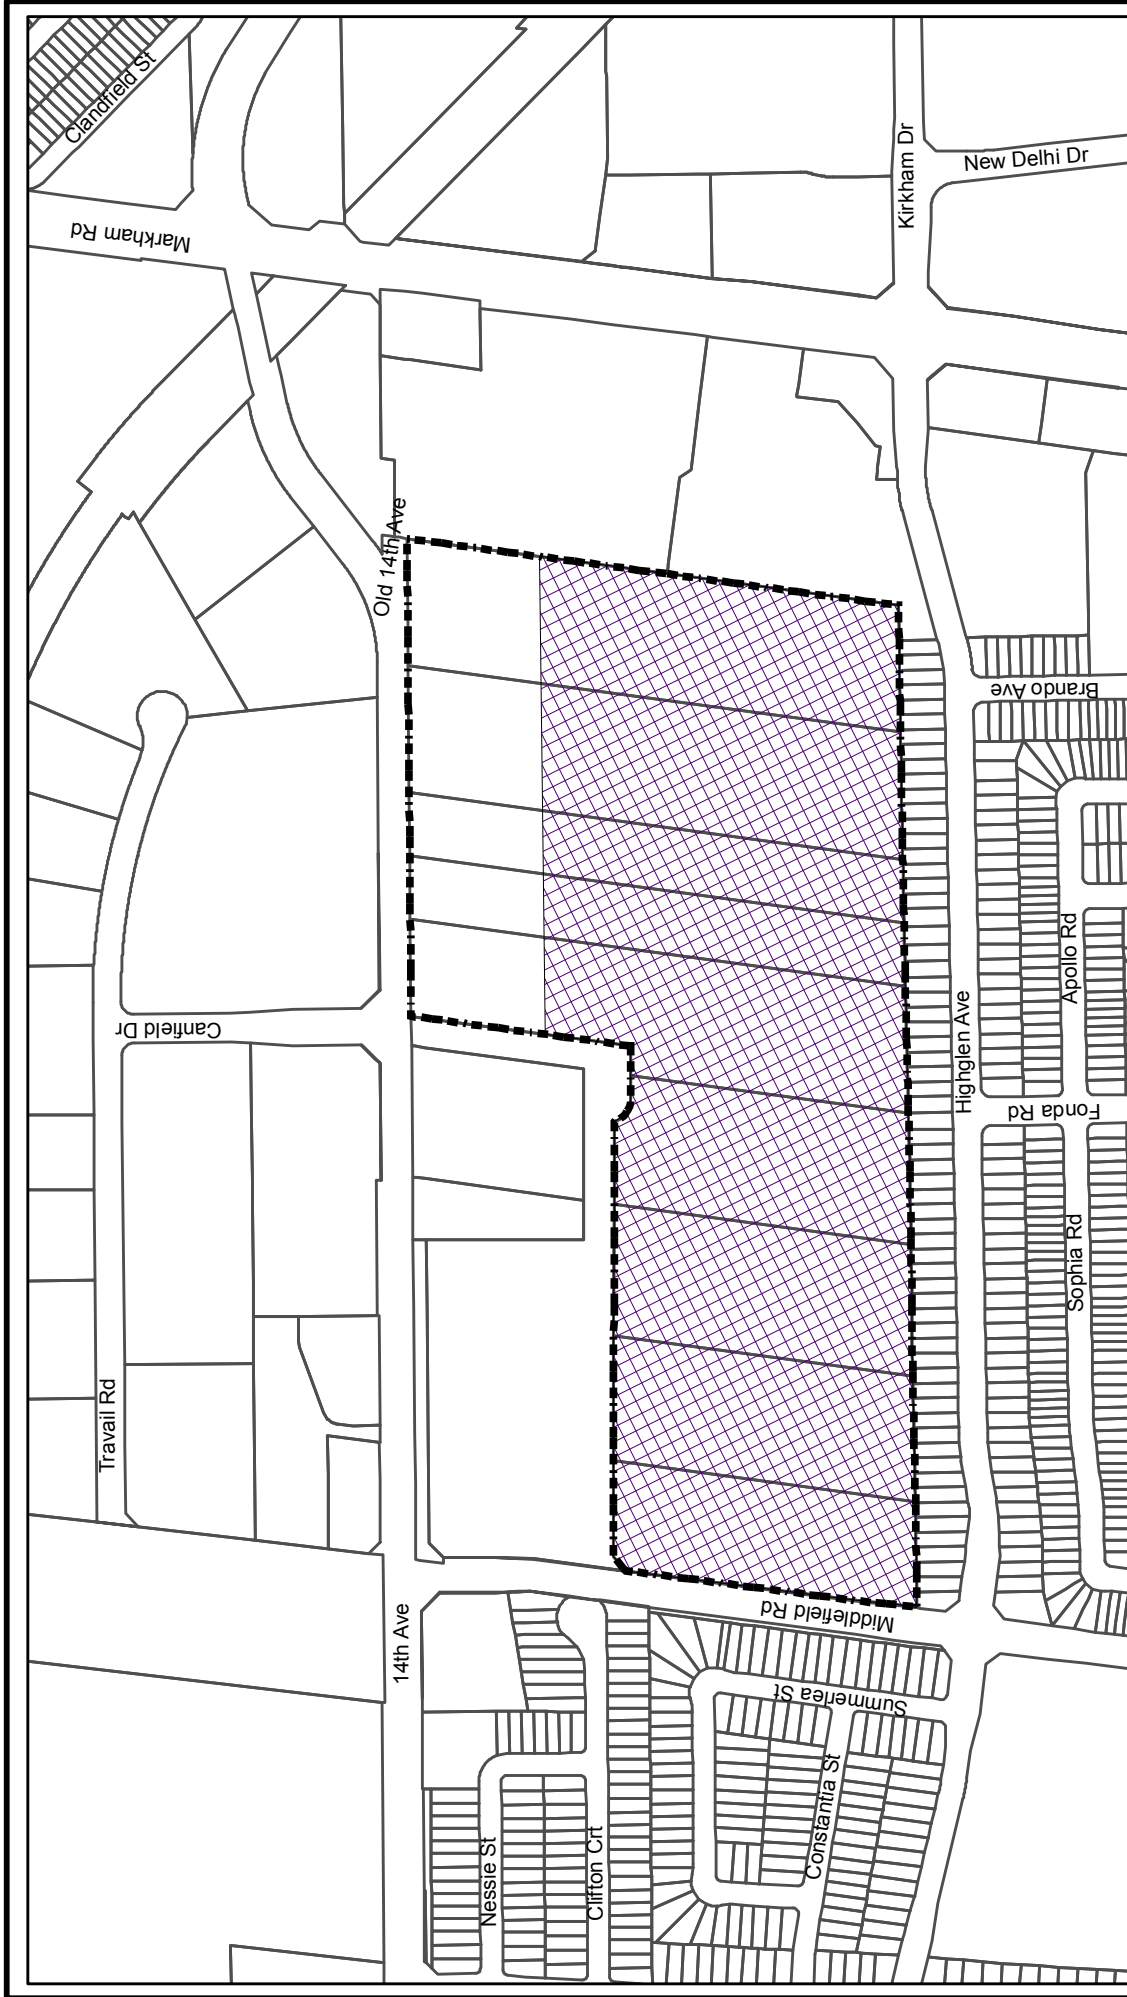 Clandfield St
Markham Rd
Kirkham Dr
New Delhi Dr
Old 14th Ave
Brando Ave
Apollo Rd
Canfield Dr
Highglen Ave
Fonda Rd
Sophia Rd
Travail Rd
14th Ave
Middlefield Rd
Summerlea St
Constantia St
Nessie St
Clifton Crt